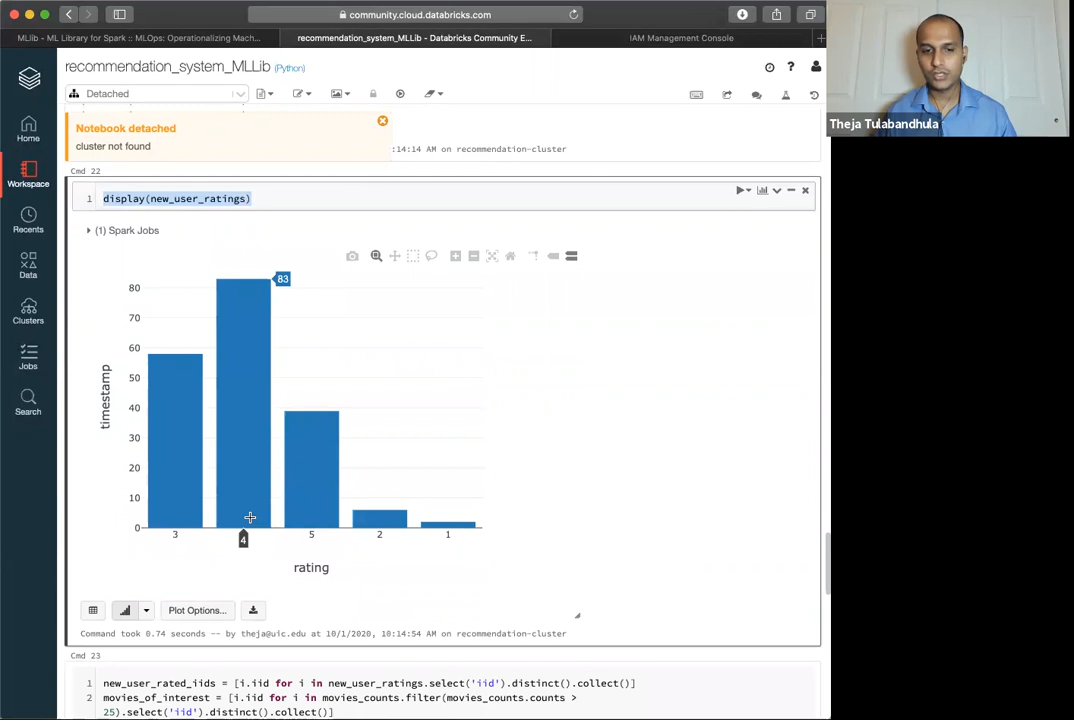 community.cloud.databricks.com
MLlib - ML Library for Spark :: MLOps: Operationalizing Mach...
recommendation_system_MLLib - Databricks Community E...
IAM Management Console
recommendation_system_MLLib (Python)
Detached
Notebook detached
cluster not found
:14:14 AM on recommendation-cluster
Cmd 22
1 display(new_user_ratings)
(1) Spark Jobs
83
80
70
60
50
40
30
20
10
0
timestamp
3 4 5 2 1
rating
Plot Options...
Command took 0.74 seconds -- by theja@uic.edu at 10/1/2020, 10:14:54 AM on recommendation-cluster
Cmd 23
1 new_user_rated_iids = [i.iid for i in new_user_ratings.select('iid').distinct().collect()]
2 movies_of_interest = [i.iid for i in movies_counts.filter(movies_counts.counts >
25).select('iid').distinct().collect()]
Home
Workspace
Recents
Data
Clusters
Jobs
Search
Theja Tulabandhula